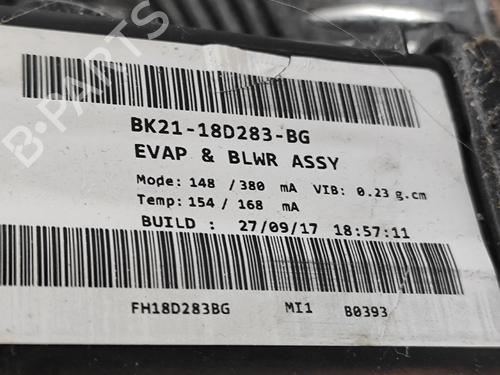 B-PARTS
BK21-18D283-BG
EVAP & BLWR ASSY
Mode: 148 / 380 mA VIB: 0.23 g.cm
Temp: 154 / 168 mA
BUILD : 27/09/17 18:57:11
FH18D283BG MI1 B0393